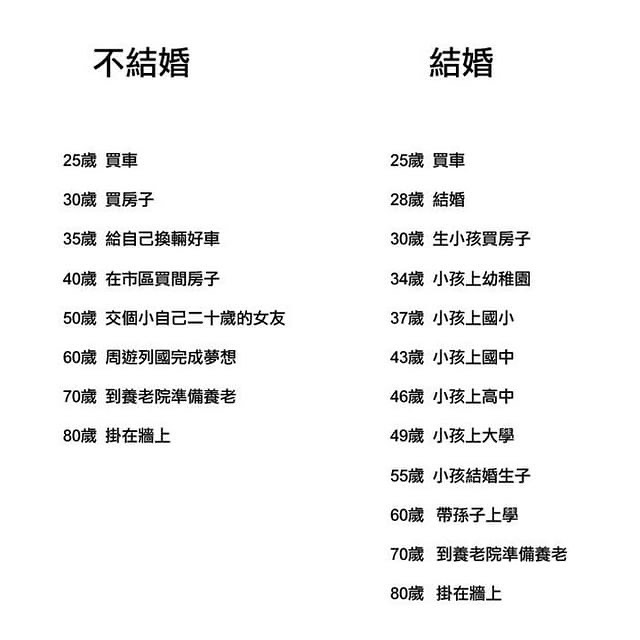 不結婚
25歲 買車
30歲 買房子
35歲 給自己換輛好車
40歲 在市區買間房子
50歲 交個小自己二十歲的女友
60歲 周遊列國完成夢想
70歲 到養老院準備養老
80歲 掛在牆上
結婚
25歲 買車
28歲 結婚
30歲 生小孩買房子
34歲 小孩上幼稚園
37歲 小孩上國小
43歲 小孩上國中
46歲 小孩上高中
49歲 小孩上大學
55歲 小孩結婚生子
60歲 帶孫子上學
70歲 到養老院準備養老
80歲 掛在牆上